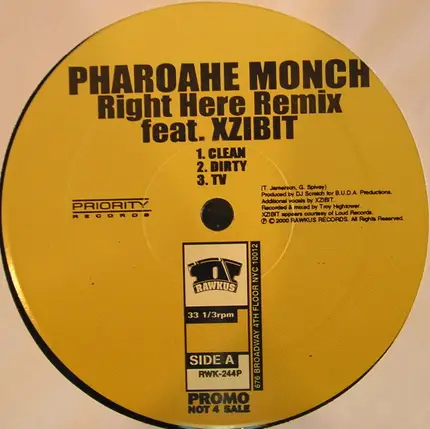 PHAROAHE MONCH
Right Here Remix
feat. XZIBIT
1. CLEAN
2. DIRTY
3. TV
PRIORITY
RECORDS
(T. Jamerson, G. Spivey)
Produced by DJ Scratch for B.U.D.A. Productions.
Additional vocals by XZIBIT.
Recorded & mixed by Troy Hightower.
XZIBIT appears courtesy of Loud Records.
Ⓟ © 2000 RAWKUS RECORDS. All Rights Reserved.
RAWKUS
33 1/3rpm
SIDE A
RWK-244P
676 BROADWAY 4TH FLOOR NYC 10012
PROMO
NOT 4 SALE